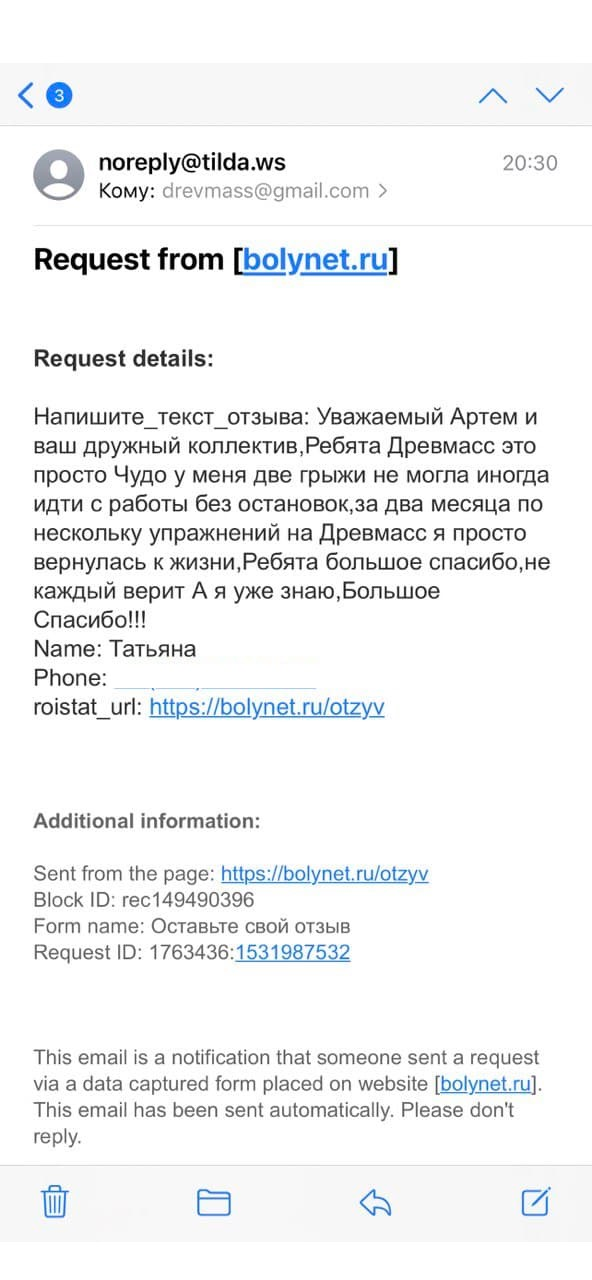 3
noreply@tilda.ws
20:30
Кому: drevmass@gmail.com
Request from [bolynet.ru]
Request details:
Напишите_текст_отзыва: Уважаемый Артем и
ваш дружный коллектив,Ребята Древмасс это
просто Чудо у меня две грыжи не могла иногда
идти с работы без остановок,за два месяца по
нескольку упражнений на Древмасс я просто
вернулась к жизни,Ребята большое спасибо,не
каждый верит А я уже знаю,Большое
Спасибо!!!
Name: Татьяна
Phone:
roistat_url: https://bolynet.ru/otzyv
Additional information:
Sent from the page: https://bolynet.ru/otzyv
Block ID: rec149490396
Form name: Оставьте свой отзыв
Request ID: 1763436:1531987532
This email is a notification that someone sent a request
via a data captured form placed on website [bolynet.ru].
This email has been sent automatically. Please don't
reply.